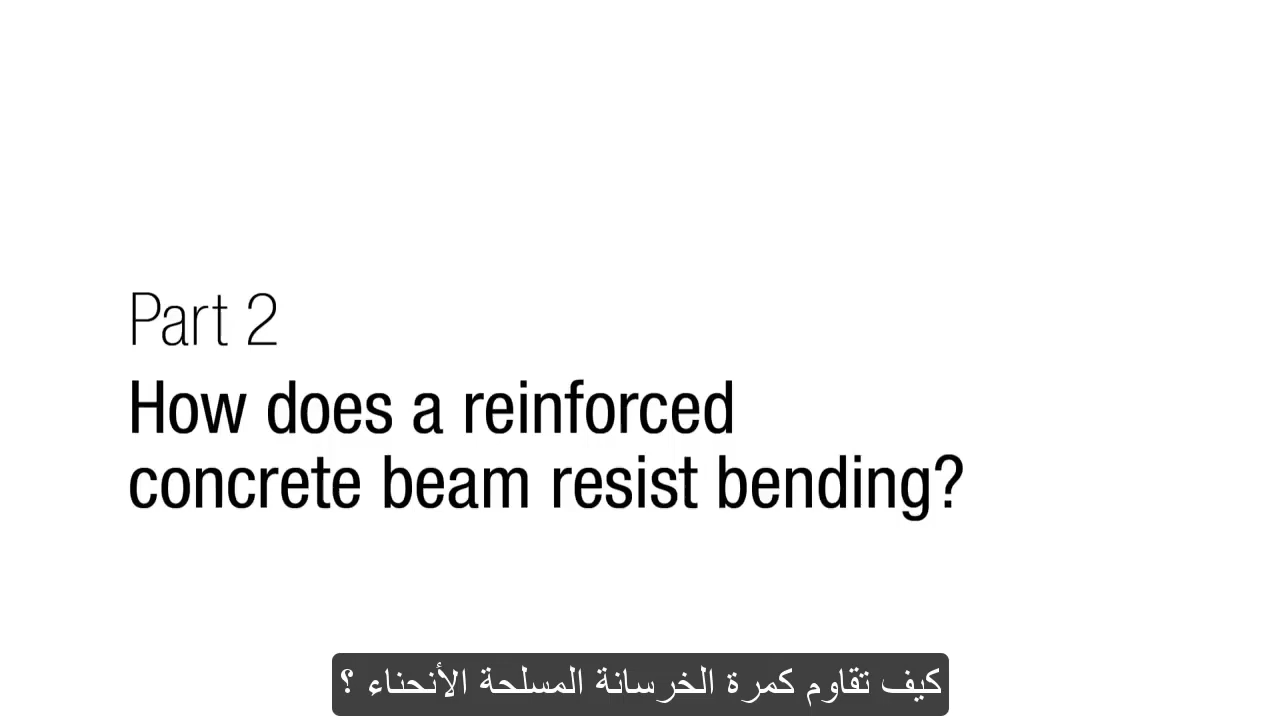 Part 2
How does a reinforced
concrete beam resist bending?
كيف تقاوم كمرة الخرسانة المسلحة الأنحناء ؟